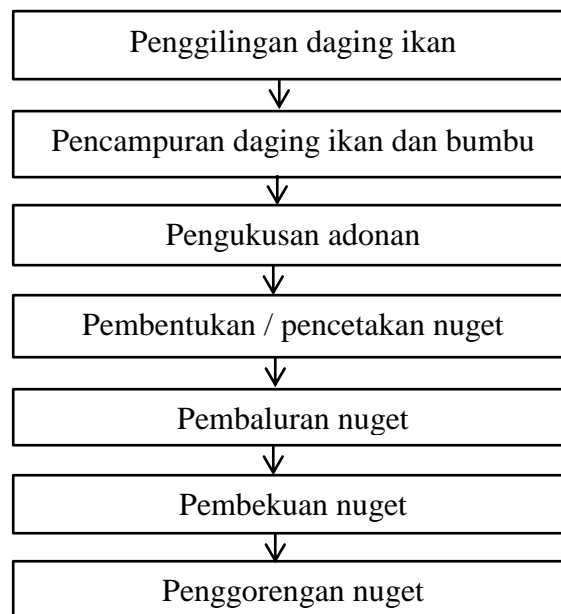 Penggilingan daging ikan
Pencampuran daging ikan dan bumbu
Pengukusan adonan
Pembentukan / pencetakan nuget
Pembaluran nuget
Pembekuan nuget
Penggorengan nuget